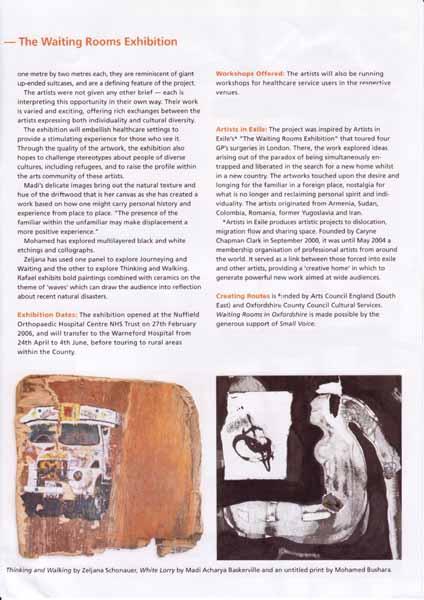 — The Waiting Rooms Exhibition
one metre by two metres each, they are reminiscent of giant
up-ended suitcases, and are a defining feature of the project.
The artists were not given any other brief — each is
interpreting this opportunity in their own way. Their work
is varied and exciting, offering rich exchanges between the
artists expressing both individuality and cultural diversity.
The exhibition will embellish healthcare settings to
provide a stimulating experience for those who see it.
Through the quality of the artwork, the exhibition also
hopes to challenge stereotypes about people of diverse
cultures, including refugees, and to raise the profile within
the arts community of these artists.
Madi's delicate images bring out the natural texture and
hue of the driftwood that is her canvas as she has created a
work based on how one might carry personal history and
experience from place to place. "The presence of the
familiar within the unfamiliar may make displacement a
more positive experience."
Mohamed has explored multilayered black and white
etchings and collographs.
Zeljana has used one panel to explore Journeying and
Waiting and the other to explore Thinking and Walking.
Rafael exhibits bold paintings combined with ceramics on the
theme of 'waves' which can draw the audience into reflection
about recent natural disasters.
Exhibition Dates: The exhibition opened at the Nuffield
Orthopaedic Hospital Centre NHS Trust on 27th February
2006, and will transfer to the Warneford Hospital from
24th April to 4th June, before touring to rural areas
within the County.
Workshops Offered: The artists will also be running
workshops for healthcare service users in the respective
venues.
Artists in Exile: The project was inspired by Artists in
Exile's* "The Waiting Rooms Exhibition" that toured four
GP's surgeries in London. There, the work explored ideas
arising out of the paradox of being simultaneously en-
trapped and liberated in the search for a new home whilst
in a new country. The artworks touched upon the desire and
longing for the familiar in a foreign place, nostalgia for
what is no longer and reclaiming personal spirit and indi-
viduality. The artists originated from Armenia, Sudan,
Colombia, Romania, former Yugoslavia and Iran.
*Artists in Exile produces artistic projects to dislocation,
migration flow and sharing space. Founded by Caryne
Chapman Clark in September 2000, it was until May 2004 a
membership organisation of professional artists from around
the world. It served as a link between those forced into exile
and other artists, providing a 'creative home' in which to
generate powerful new work aimed at wide audiences.
Creating Routes is funded by Arts Council England (South
East) and Oxfordshire County Council Cultural Services.
Waiting Rooms in Oxfordshire is made possible by the
generous support of Small Voice.
Thinking and Walking by Zeljana Schonauer, White Lorry by Madi Acharya Baskerville and an untitled print by Mohamed Bushara.